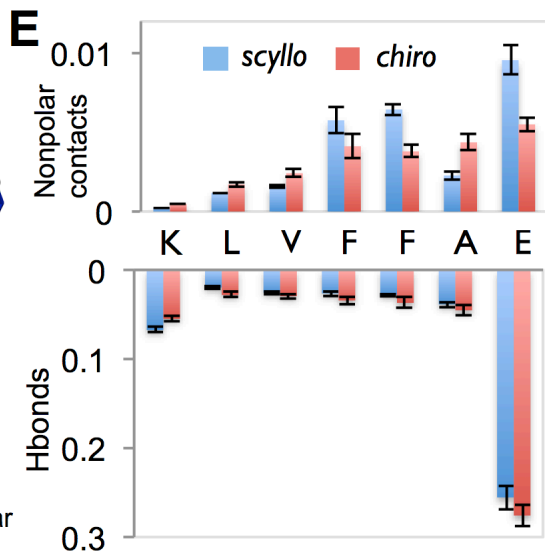 E
0.01
scyllo chiro
Nonpolar
contacts
0
K L V F F A E
0
0.1
Hbonds
0.2
0.3
ar